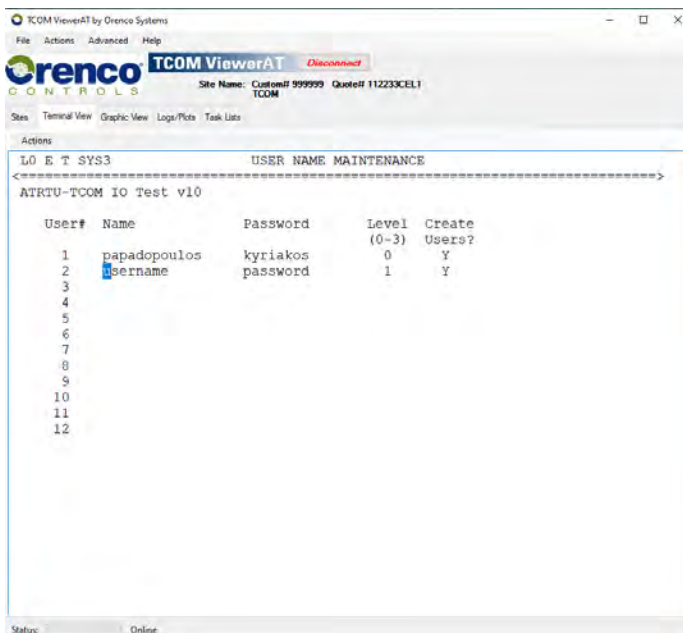 TCOM ViewerAT by Orenco Systems
File Actions Advanced Help
Orenco CONTROLS
TCOM ViewerAT Disconnect
Site Name: Custom# 999999 Quote# 112233CEL1
TCOM
Sites Terminal View Graphic View Logs/Plots Task Lists
Actions
L0 E T SYS3 USER NAME MAINTENANCE
<==============================================================================>
ATRTU-TCOM IO Test v10
User# Name Password Level Create
(0-3) Users?
1 papadopoulos kyriakos 0 Y
2 username password 1 Y
3
4
5
6
7
8
9
10
11
12
Status: Online